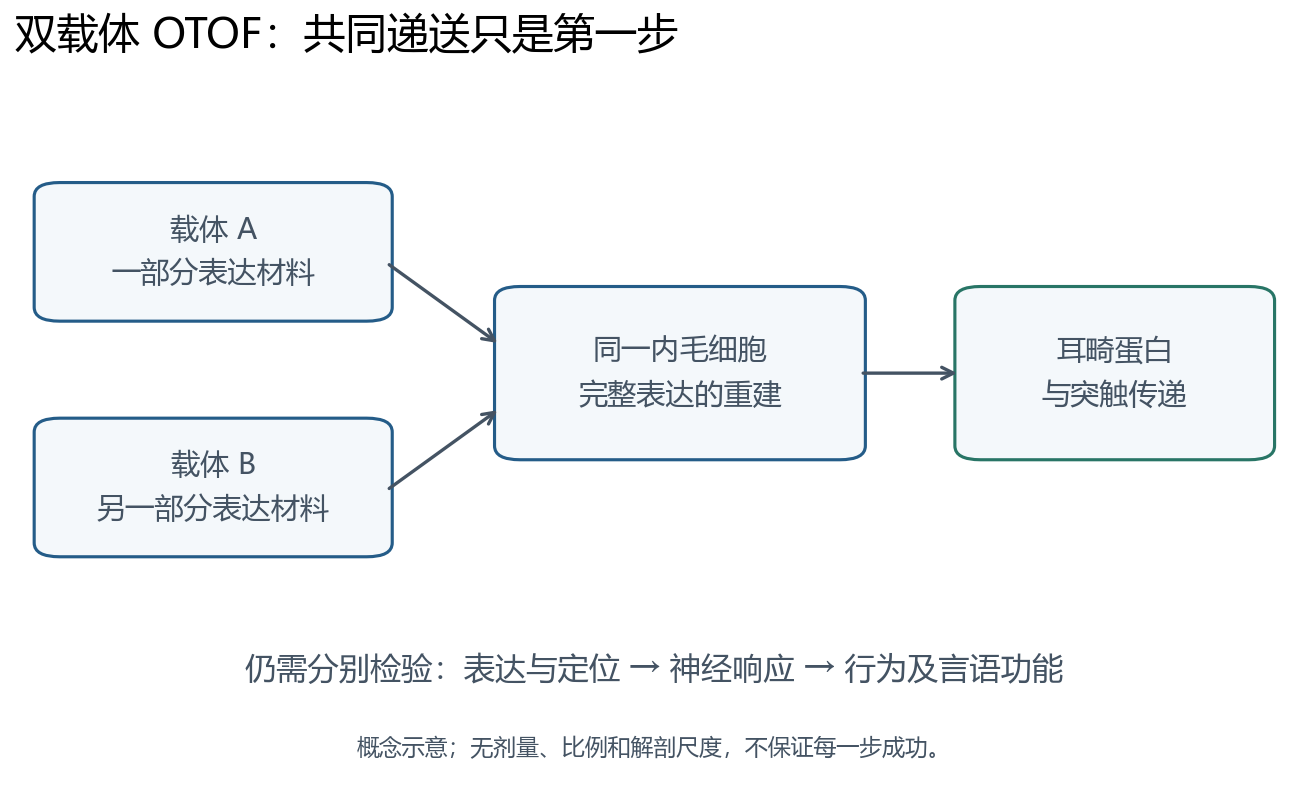 双载体 OTOF：共同递送只是第一步
载体 A
一部分表达材料
载体 B
另一部分表达材料
同一内毛细胞
完整表达的重建
耳畸蛋白
与突触传递
仍需分别检验：表达与定位 → 神经响应 → 行为及言语功能
概念示意；无剂量、比例和解剖尺度，不保证每一步成功。